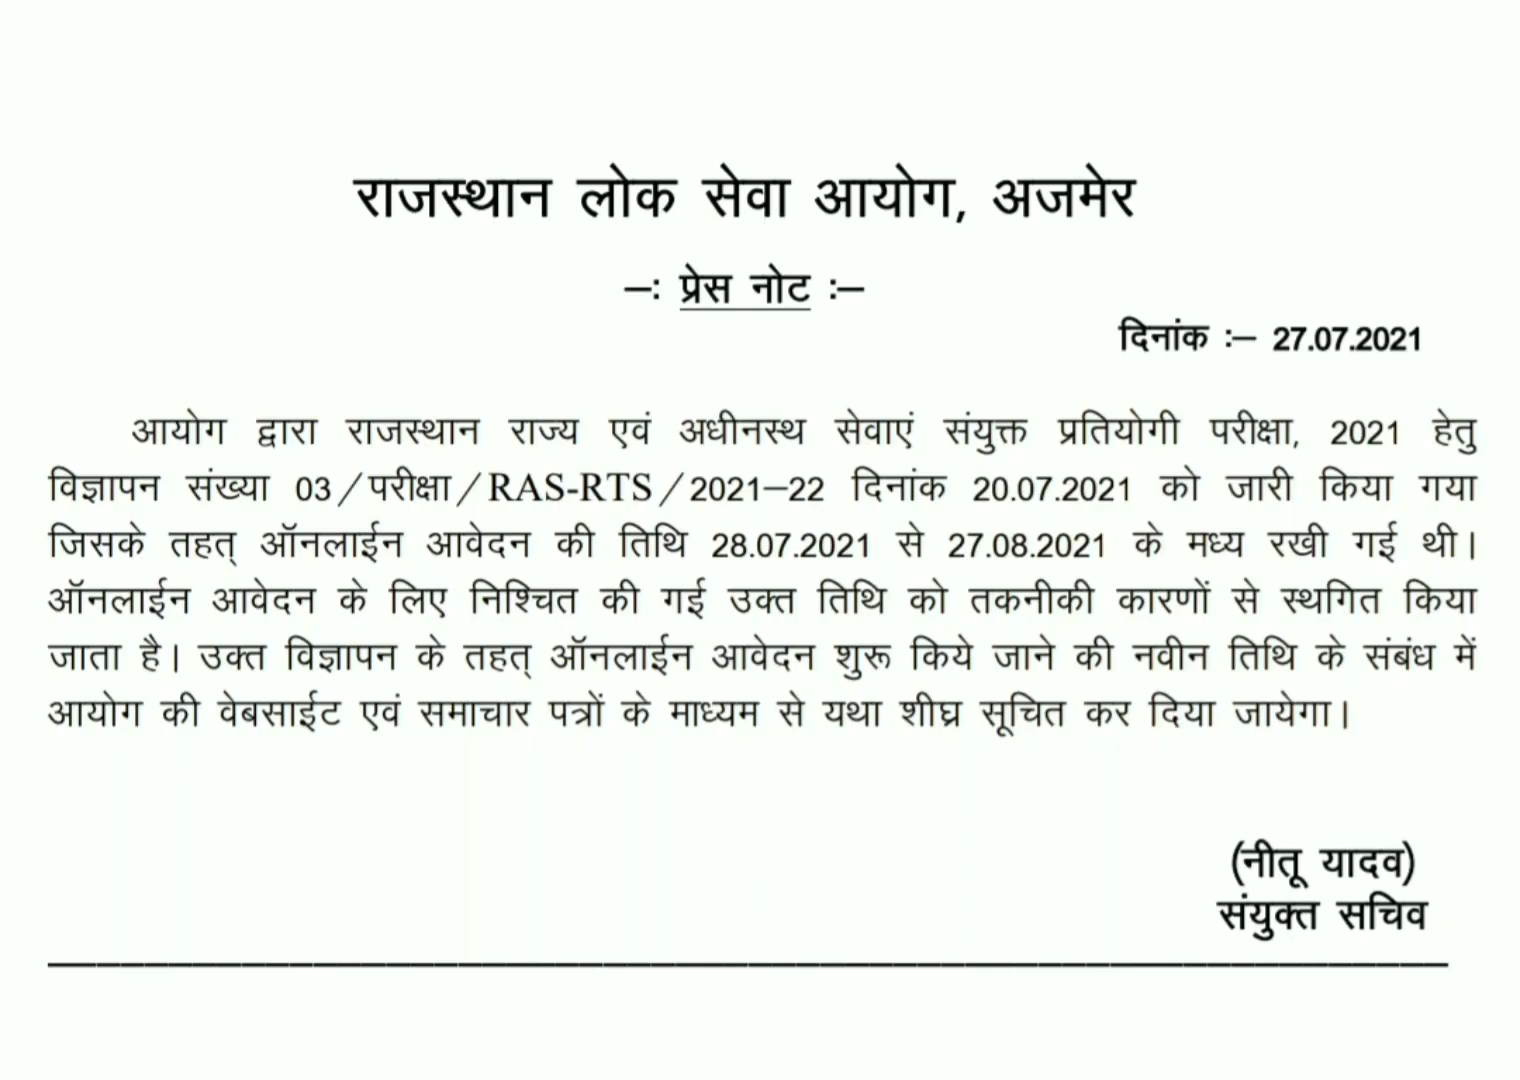 राजस्थान लोक सेवा आयोग, अजमेर
–: प्रेस नोट :–
दिनांक :– 27.07.2021
आयोग द्वारा राजस्थान राज्य एवं अधीनस्थ सेवाएं संयुक्त प्रतियोगी परीक्षा, 2021 हेतु
विज्ञापन संख्या 03/परीक्षा/RAS-RTS/2021–22 दिनांक 20.07.2021 को जारी किया गया
जिसके तहत् ऑनलाईन आवेदन की तिथि 28.07.2021 से 27.08.2021 के मध्य रखी गई थी।
ऑनलाईन आवेदन के लिए निश्चित की गई उक्त तिथि को तकनीकी कारणों से स्थगित किया
जाता है। उक्त विज्ञापन के तहत् ऑनलाईन आवेदन शुरू किये जाने की नवीन तिथि के संबंध में
आयोग की वेबसाईट एवं समाचार पत्रों के माध्यम से यथा शीघ्र सूचित कर दिया जायेगा।
(नीतू यादव)
संयुक्त सचिव